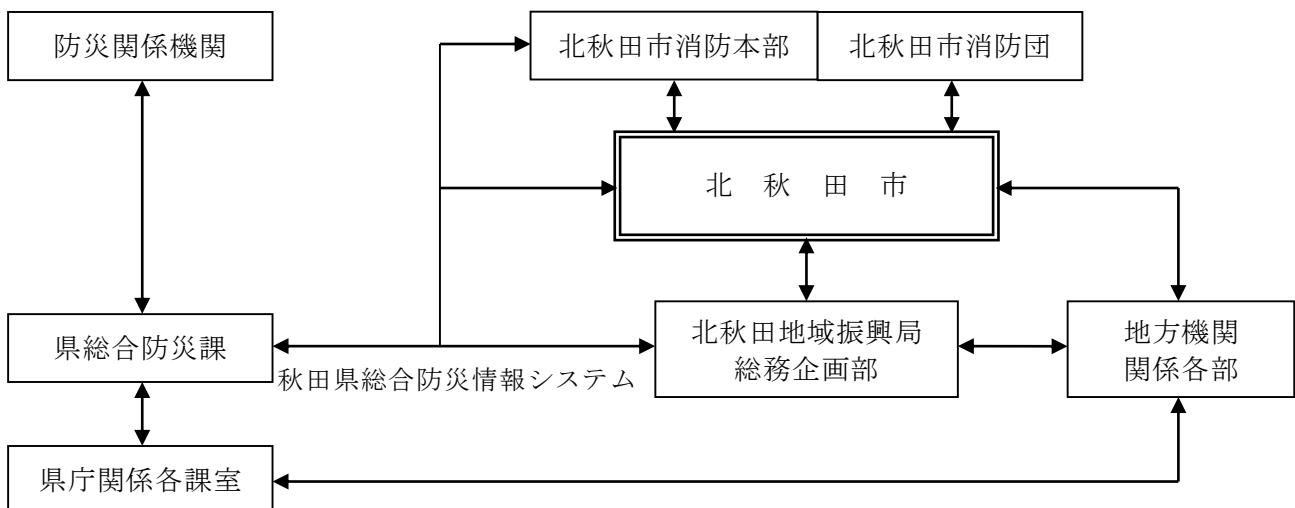 防災関係機関
北秋田市消防本部
北秋田市消防団
北 秋 田 市
県総合防災課
秋田県総合防災情報システム
北秋田地域振興局
総務企画部
地方機関
関係各部
県庁関係各課室